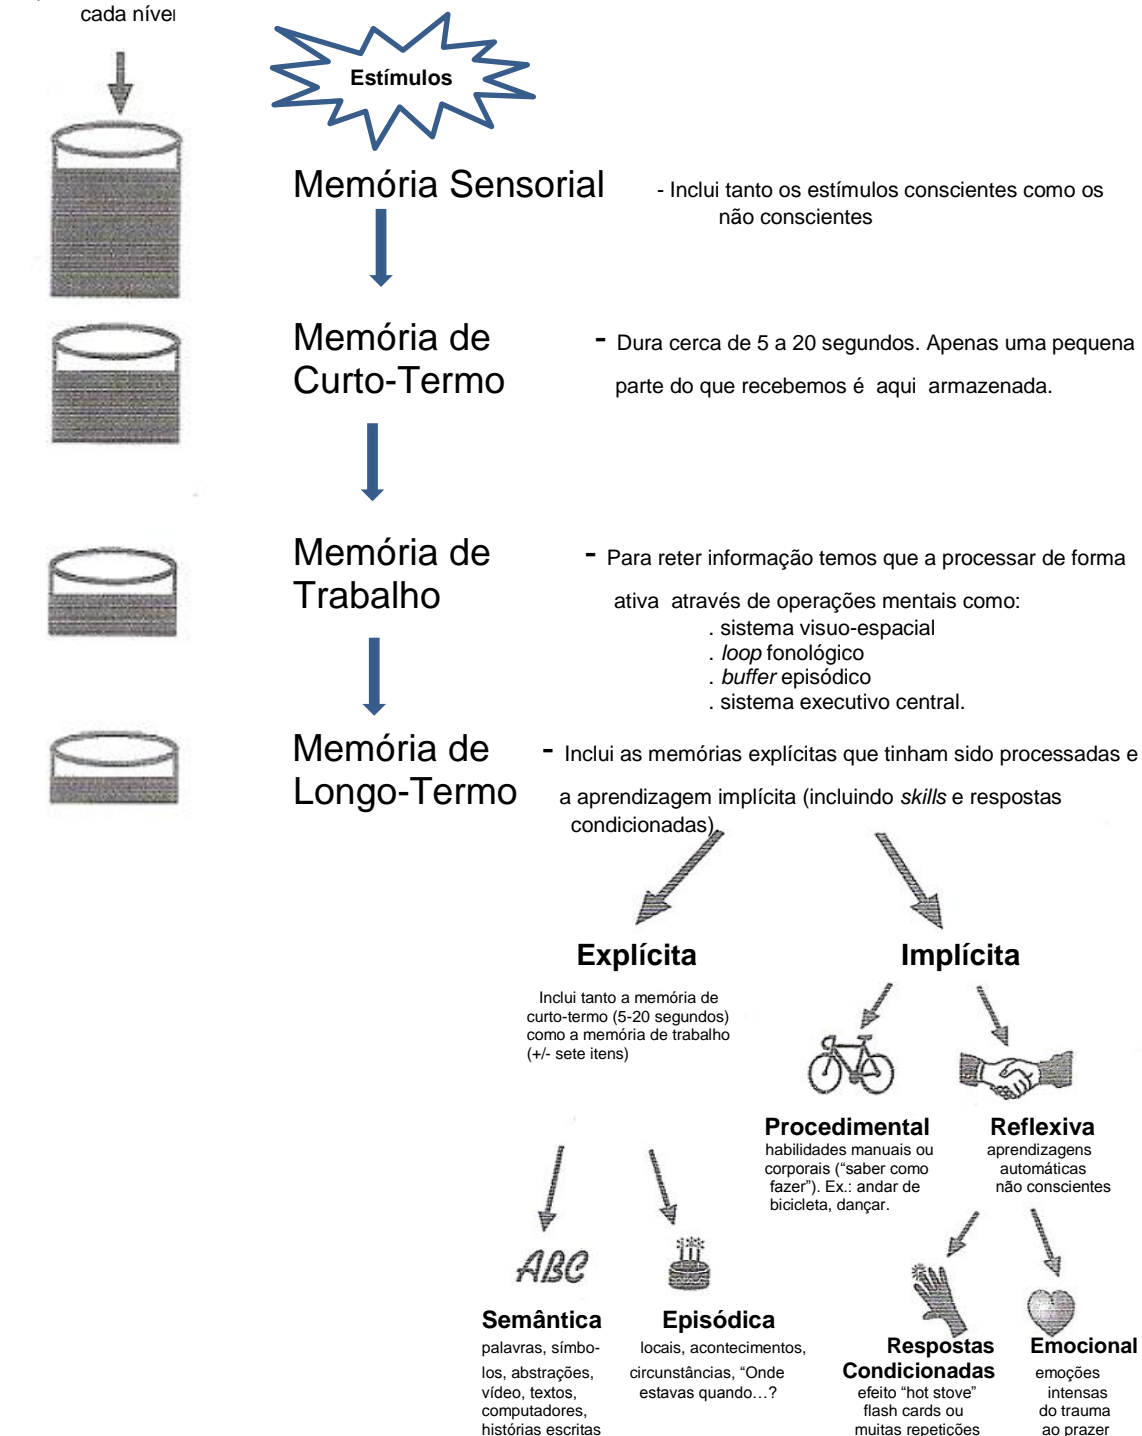 cada nível
Estímulos
Memória Sensorial
- Inclui tanto os estímulos conscientes como os
não conscientes
Memória de
Curto-Termo
- Dura cerca de 5 a 20 segundos. Apenas uma pequena
parte do que recebemos é aqui armazenada.
Memória de
Trabalho
- Para reter informação temos que a processar de forma
ativa através de operações mentais como:
. sistema visuo-espacial
. loop fonológico
. buffer episódico
. sistema executivo central.
Memória de
Longo-Termo
- Inclui as memórias explícitas que tinham sido processadas e
a aprendizagem implícita (incluindo skills e respostas
condicionadas)
Explícita
Inclui tanto a memória de
curto-termo (5-20 segundos)
como a memória de trabalho
(+/- sete itens)
Implícita
Procedimental
habilidades manuais ou
corporais (“saber como
fazer”). Ex.: andar de
bicicleta, dançar.
Reflexiva
aprendizagens
automáticas
não conscientes
ABC
Semântica
palavras, símbo-
los, abstrações,
vídeo, textos,
computadores,
histórias escritas
Episódica
locais, acontecimentos,
circunstâncias, “Onde
estavas quando…?
Respostas
Condicionadas
efeito “hot stove”
flash cards ou
muitas repetições
Emocional
emoções
intensas
do trauma
ao prazer